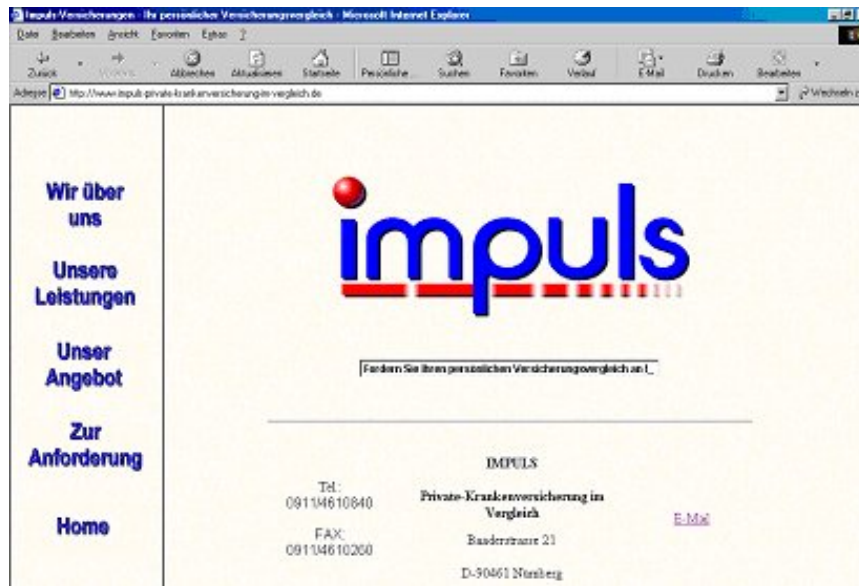 Impuls-Versicherungen - Ihr persönlicher Versicherungsvergleich - Microsoft Internet Explorer
Datei Bearbeiten Ansicht Favoriten Extras ?
Zurück Abbrechen Aktualisieren Startseite Persönliche... Suchen Favoriten Verlauf E-Mail Drucken Bearbeiten
Adresse http://www.impuls-private-krankenversicherung-im-vergleich.de Wechseln
Wir über
uns
Unsere
Leistungen
Unser
Angebot
Zur
Anforderung
Home
impuls
Fordern Sie Ihren persönlichen Versicherungsvergleich an !_
Tel.:
0911/4610840
FAX:
0911/4610260
IMPULS
Private-Krankenversicherung im
Vergleich
Baaderstrasse 21
D-90461 Nürnberg
E-Mail